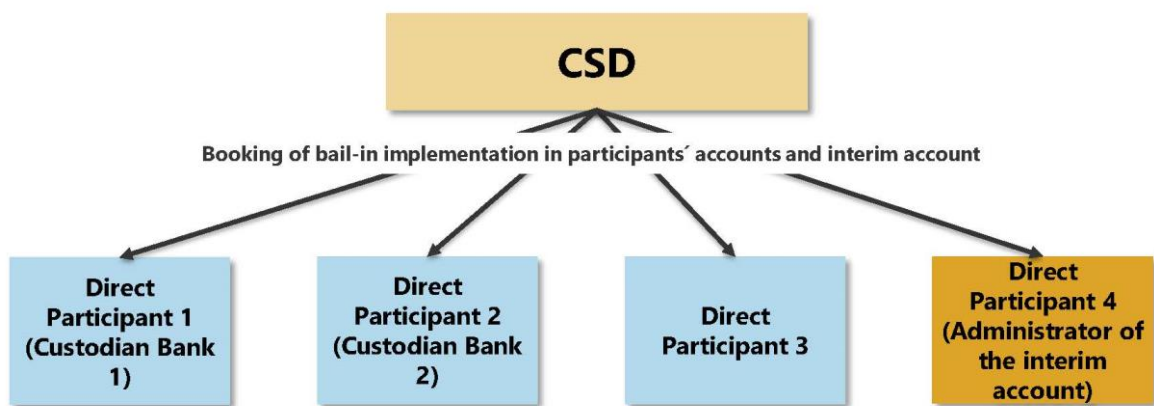 CSD
Booking of bail-in implementation in participants´ accounts and interim account
Direct
Participant 1
(Custodian Bank
1)
Direct
Participant 2
(Custodian Bank
2)
Direct
Participant 3
Direct
Participant 4
(Administrator of
the interim
account)